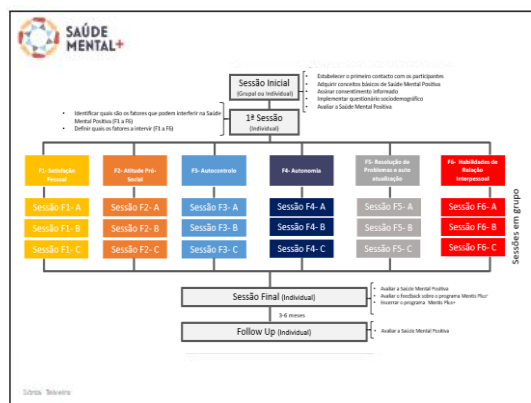 SAÚDE
MENTAL+
Sessão Inicial
(Grupal ou Individual)
• Estabelecer o primeiro contacto com os participantes
• Adquirir conceitos básicos de Saúde Mental Positiva
• Assinar consentimento informado
• Implementar questionário sociodemográfico
• Avaliar a Saúde Mental Positiva
• Identificar quais são os fatores que podem interferir na Saúde
Mental Positiva (F1 a F6)
• Definir quais os fatores a intervir (F1 a F6)
1ª Sessão
(Individual)
F1- Satisfação
Pessoal
F2- Atitude Pró-
Social
F3- Autocontrolo
F4- Autonomia
F5- Resolução de
Problemas e auto
atualização
F6- Habilidades de
Relação
Interpessoal
Sessão F1- A
Sessão F2- A
Sessão F3- A
Sessão F4- A
Sessão F5- A
Sessão F6- A
Sessão F1- B
Sessão F2- B
Sessão F3- B
Sessão F4- B
Sessão F5- B
Sessão F6- B
Sessão F1- C
Sessão F2- C
Sessão F3- C
Sessão F4- C
Sessão F5- C
Sessão F6- C
Sessões em grupo
Sessão Final (Individual)
• Avaliar a Saúde Mental Positiva
• Avaliar o feedback sobre o programa Mentis Plus+
• Encerrar o programa Mentis Plus+
3-6 meses
Follow Up (Individual)
• Avaliar a Saúde Mental Positiva
Teixeira